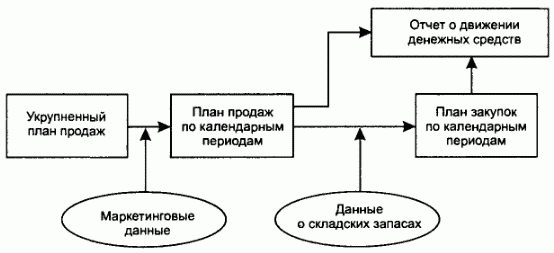 Отчет о движении
денежных средств
Укрупненный
план продаж
План продаж
по календарным
периодам
План закупок
по календарным
периодам
Маркетинговые
данные
Данные
о складских запасах